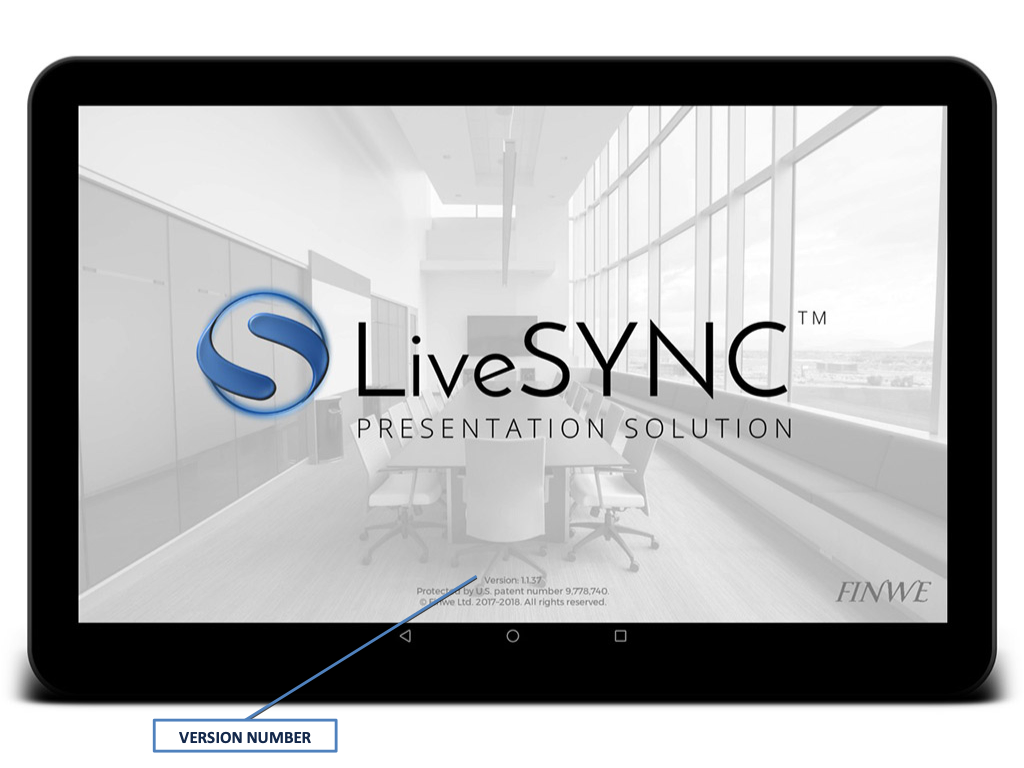 LiveSYNC™
PRESENTATION SOLUTION
Version: 1.1.37
Protected by U.S. patent number 9,778,740.
© Finwe Ltd. 2017-2018. All rights reserved.
FINWE
VERSION NUMBER